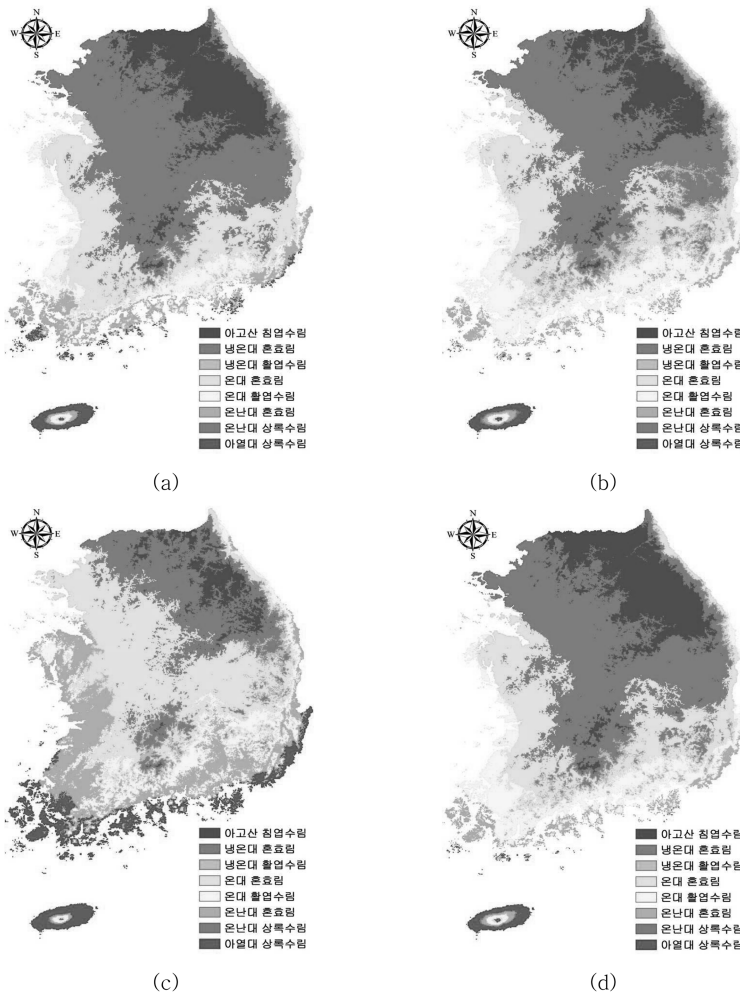 N
W E
S
아고산 침엽수림
냉온대 혼효림
냉온대 활엽수림
온대 혼효림
온대 활엽수림
온난대 혼효림
온난대 상록수림
아열대 상록수림
(a)
N
W E
S
아고산 침엽수림
냉온대 혼효림
냉온대 활엽수림
온대 혼효림
온대 활엽수림
온난대 혼효림
온난대 상록수림
아열대 상록수림
(b)
N
W E
S
아고산 침엽수림
냉온대 혼효림
냉온대 활엽수림
온대 혼효림
온대 활엽수림
온난대 혼효림
온난대 상록수림
아열대 상록수림
(c)
N
W E
S
아고산 침엽수림
냉온대 혼효림
냉온대 활엽수림
온대 혼효림
온대 활엽수림
온난대 혼효림
온난대 상록수림
아열대 상록수림
(d)